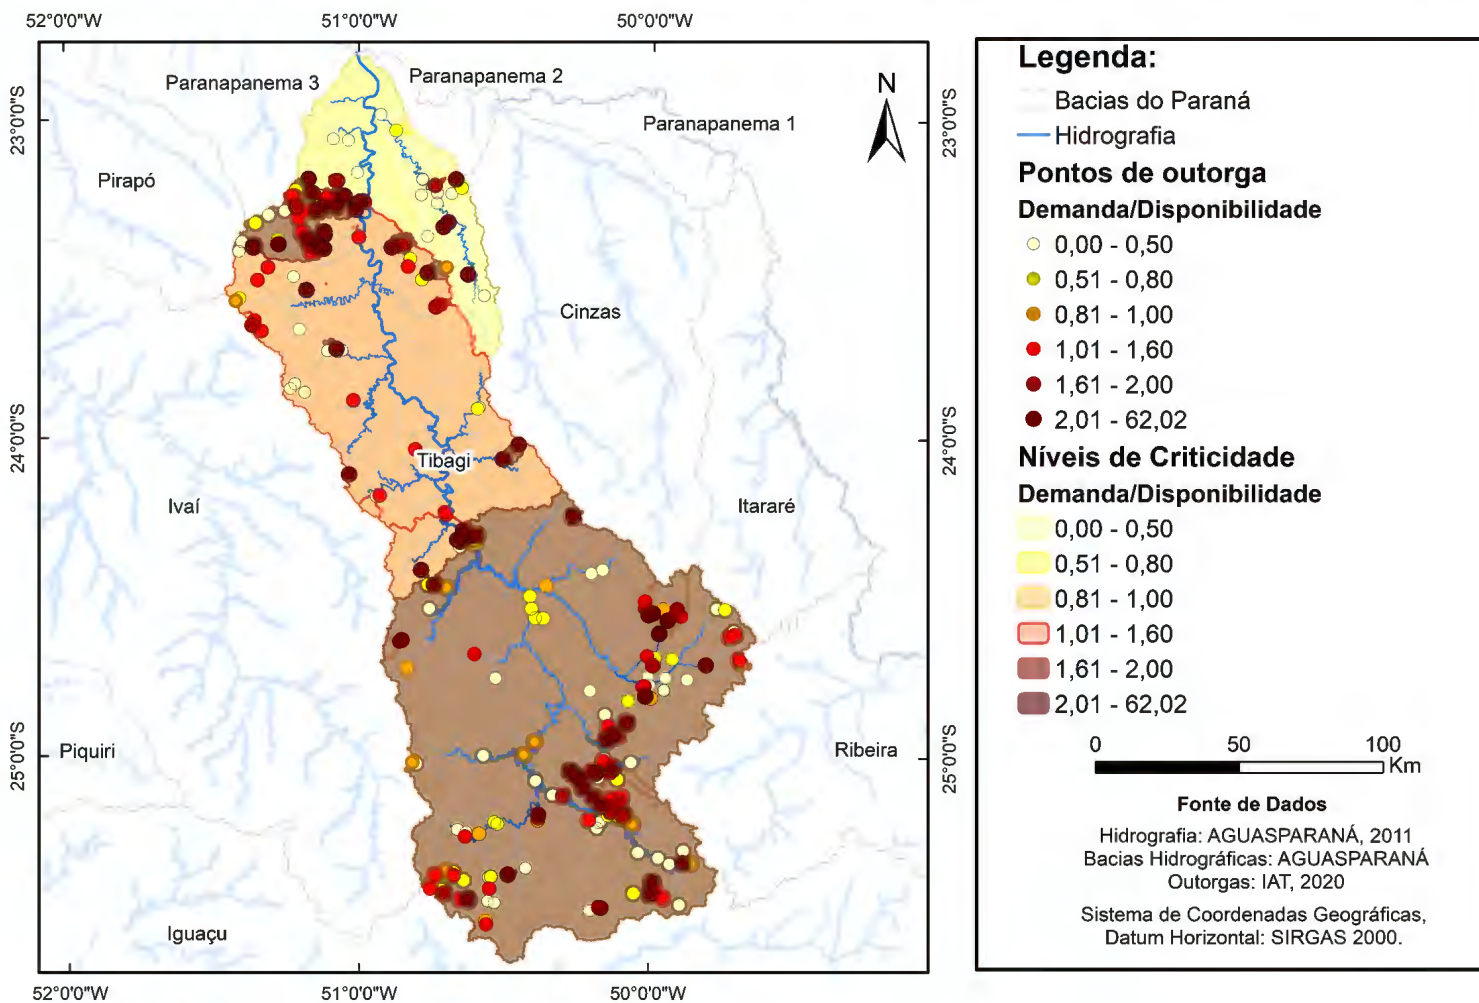 52°0'0"W
51°0'0"W
50°0'0"W
23°0'0"S
24°0'0"S
25°0'0"S
Paranapanema 3
Paranapanema 2
Paranapanema 1
Pirapó
Cinzas
Tibagi
Ivaí
Itararé
Piquiri
Ribeira
Iguaçu
N
23°0'0"S
24°0'0"S
25°0'0"S
52°0'0"W
51°0'0"W
50°0'0"W
Legenda:
Bacias do Paraná
Hidrografia
Pontos de outorga
Demanda/Disponibilidade
0,00 - 0,50
0,51 - 0,80
0,81 - 1,00
1,01 - 1,60
1,61 - 2,00
2,01 - 62,02
Níveis de Criticidade
Demanda/Disponibilidade
0,00 - 0,50
0,51 - 0,80
0,81 - 1,00
1,01 - 1,60
1,61 - 2,00
2,01 - 62,02
0 50 100
Km
Fonte de Dados
Hidrografia: AGUASPARANÁ, 2011
Bacias Hidrográficas: AGUASPARANÁ
Outorgas: IAT, 2020
Sistema de Coordenadas Geográficas,
Datum Horizontal: SIRGAS 2000.